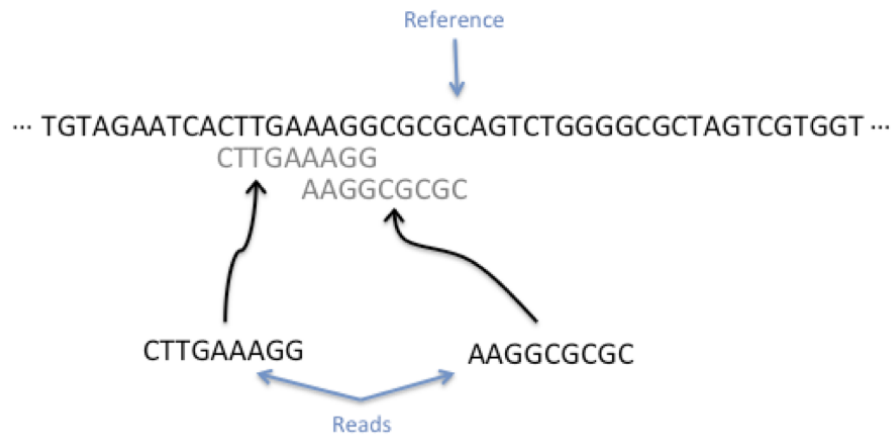 Reference
... TGTAGAATCACTTGAAAGGCGCGCAGTCTGGGGCGCTAGTCGTGGT ...
CTTGAAAGG
AAGGCGCGC
CTTGAAAGG AAGGCGCGC
Reads